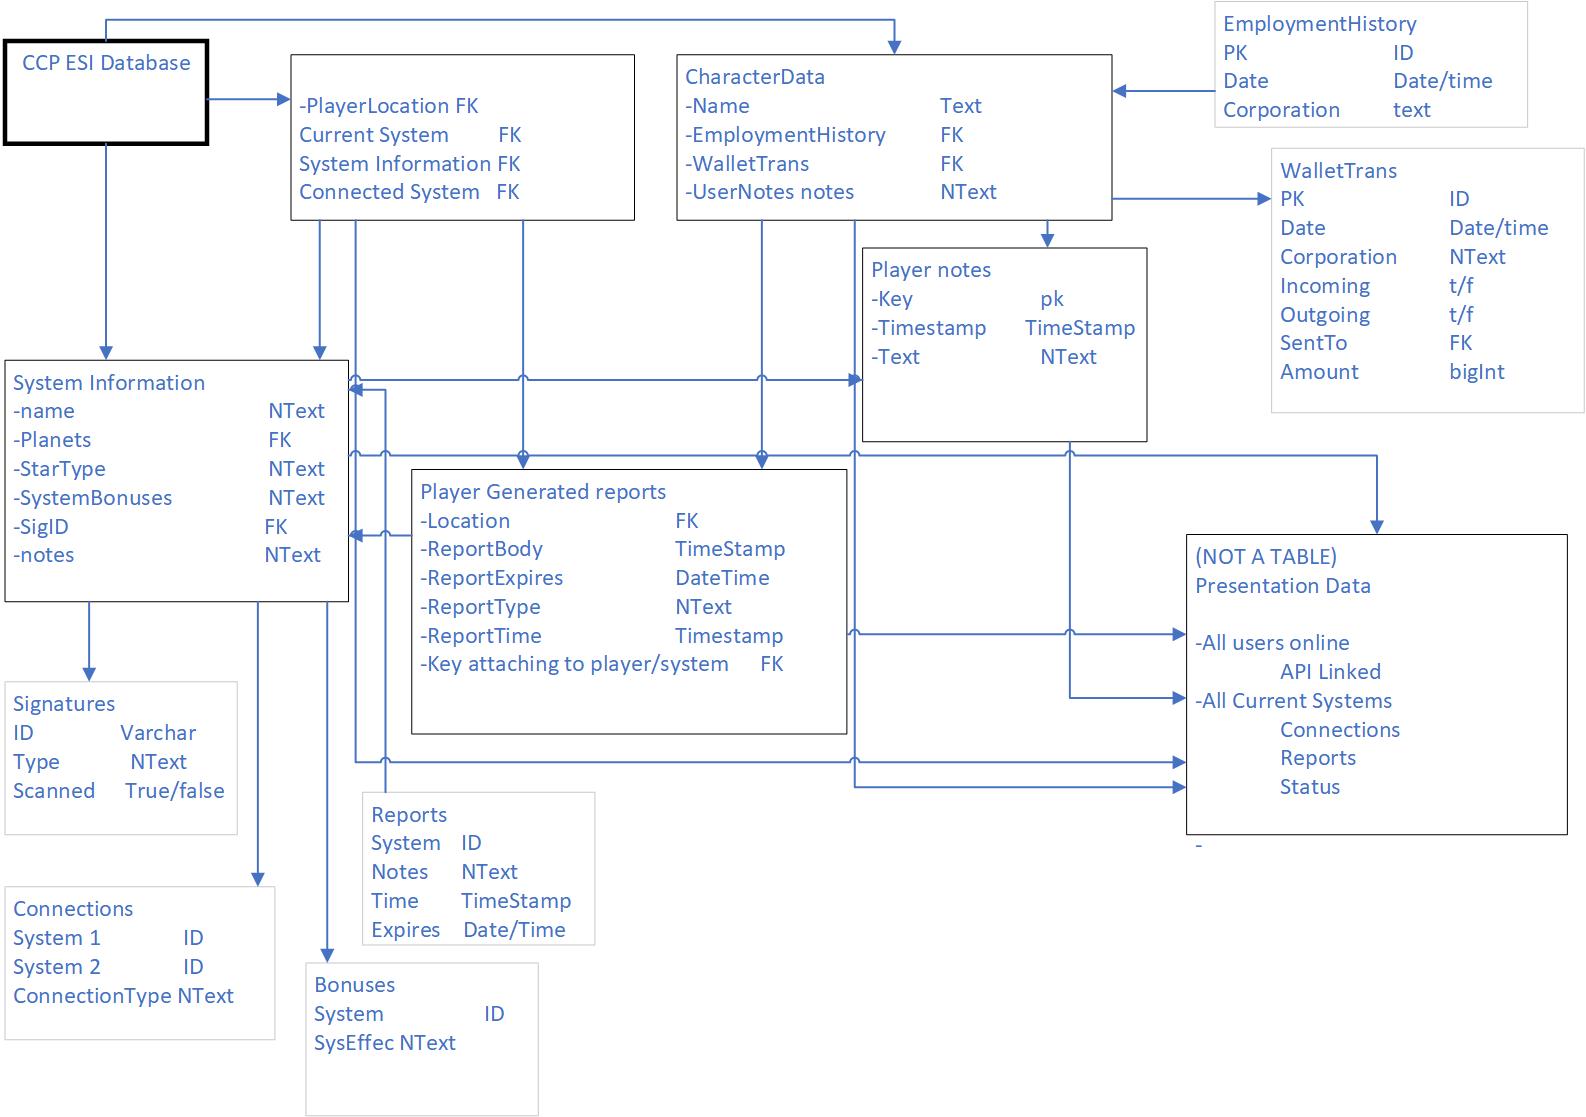 CCP ESI Database
-PlayerLocation FK
Current System FK
System Information FK
Connected System FK
CharacterData
-Name Text
-EmploymentHistory FK
-WalletTrans FK
-UserNotes notes NText
EmploymentHistory
PK ID
Date Date/time
Corporation text
WalletTrans
PK ID
Date Date/time
Corporation NText
Incoming t/f
Outgoing t/f
SentTo FK
Amount bigInt
Player notes
-Key pk
-Timestamp TimeStamp
-Text NText
System Information
-name NText
-Planets FK
-StarType NText
-SystemBonuses NText
-SigID FK
-notes NText
Player Generated reports
-Location FK
-ReportBody TimeStamp
-ReportExpires DateTime
-ReportType NText
-ReportTime Timestamp
-Key attaching to player/system FK
(NOT A TABLE)
Presentation Data
-All users online
API Linked
-All Current Systems
Connections
Reports
Status
-
Signatures
ID Varchar
Type NText
Scanned True/false
Reports
System ID
Notes NText
Time TimeStamp
Expires Date/Time
Connections
System 1 ID
System 2 ID
ConnectionType NText
Bonuses
System ID
SysEffec NText